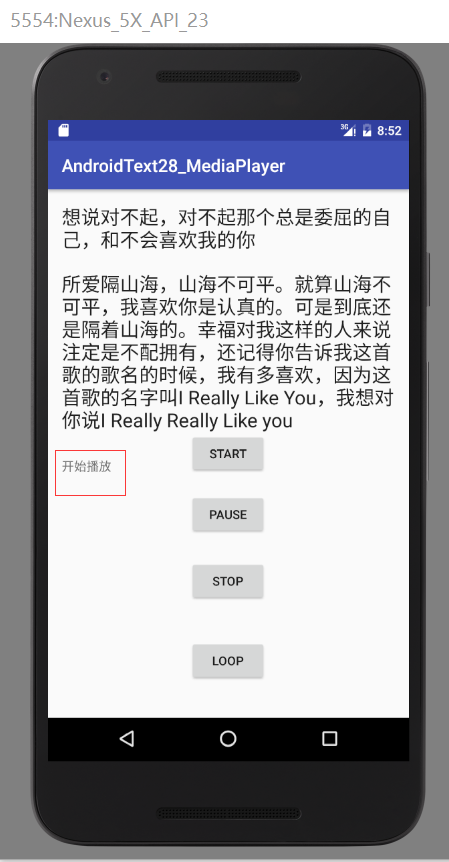 5554:Nexus_5X_API_23
3G 8:52
AndroidText28_MediaPlayer
想说对不起，对不起那个总是委屈的自
己，和不会喜欢我的你
所爱隔山海，山海不可平。就算山海不
可平，我喜欢你是认真的。可是到底还
是隔着山海的。幸福对我这样的人来说
注定是不配拥有，还记得你告诉我这首
歌的歌名的时候，我有多喜欢，因为这
首歌的名字叫I Really Like You，我想对
你说I Really Really Like you
START
开始播放
PAUSE
STOP
LOOP